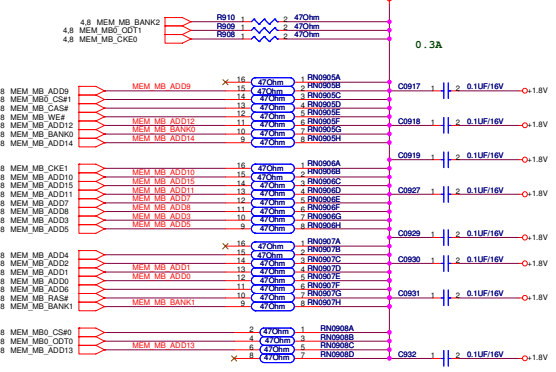 4,8 MEM_MB_BANK2 R910 1 2 47Ohm
4,8 MEM_MB0_ODT1 R909 1 2 47Ohm
4,8 MEM_MB_CKE0 R908 1 2 47Ohm
0.3A
16 47Ohm 1 RN0905A
8 MEM_MB_ADD9 MEM_MB_ADD9 15 47Ohm 2 RN0905B C0917 1 2 0.1UF/16V +1.8V
8 MEM_MB0_CS#1 14 47Ohm 3 RN0905C
8 MEM_MB_CAS# 13 47Ohm 4 RN0905D
8 MEM_MB_WE# 12 47Ohm 5 RN0905E
8 MEM_MB_ADD12 MEM_MB_ADD12 11 47Ohm 6 RN0905F C0918 1 2 0.1UF/16V +1.8V
8 MEM_MB_BANK0 MEM_MB_BANK0 10 47Ohm 7 RN0905G
8 MEM_MB_ADD14 MEM_MB_ADD14 9 47Ohm 8 RN0905H
C0919 1 2 0.1UF/16V +1.8V
8 MEM_MB_CKE1 16 47Ohm 1 RN0906A
8 MEM_MB_ADD10 MEM_MB_ADD10 15 47Ohm 2 RN0906B
8 MEM_MB_ADD15 MEM_MB_ADD15 14 47Ohm 3 RN0906C
8 MEM_MB_ADD11 MEM_MB_ADD11 13 47Ohm 4 RN0906D C0927 1 2 0.1UF/16V +1.8V
8 MEM_MB_ADD7 MEM_MB_ADD7 12 47Ohm 5 RN0906E
8 MEM_MB_ADD8 MEM_MB_ADD8 11 47Ohm 6 RN0906F
8 MEM_MB_ADD3 MEM_MB_ADD3 10 47Ohm 7 RN0906G
8 MEM_MB_ADD5 MEM_MB_ADD5 9 47Ohm 8 RN0906H
C0929 1 2 0.1UF/16V +1.8V
16 47Ohm 1 RN0907A
8 MEM_MB_ADD4 15 47Ohm 2 RN0907B
8 MEM_MB_ADD2 14 47Ohm 3 RN0907C C0930 1 2 0.1UF/16V +1.8V
8 MEM_MB_ADD1 MEM_MB_ADD1 13 47Ohm 4 RN0907D
8 MEM_MB_ADD0 MEM_MB_ADD0 12 47Ohm 5 RN0907E
8 MEM_MB_ADD6 11 47Ohm 6 RN0907F
8 MEM_MB_RAS# 10 47Ohm 7 RN0907G C0931 1 2 0.1UF/16V +1.8V
8 MEM_MB_BANK1 MEM_MB_BANK1 9 47Ohm 8 RN0907H
8 MEM_MB0_CS#0 2 47Ohm 1 RN0908A
8 MEM_MB0_ODT0 4 47Ohm 3 RN0908B
8 MEM_MB_ADD13 MEM_MB_ADD13 6 47Ohm 5 RN0908C
8 47Ohm 7 RN0908D C932 1 2 0.1UF/16V +1.8V